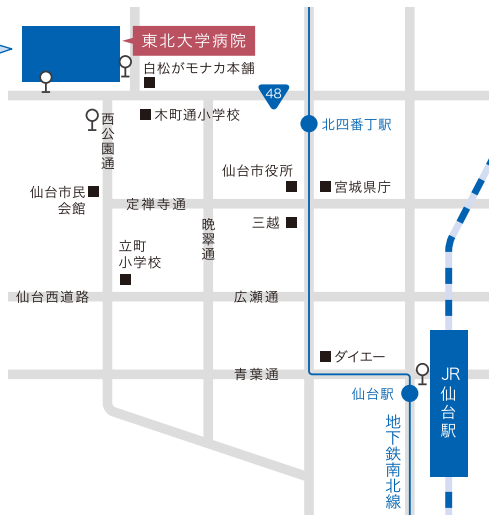 東北大学病院
白松がモナカ本舗
48
木町通小学校
北四番丁駅
西公園通
仙台市役所
宮城県庁
仙台市民
会館
定禅寺通
三越
晩翠通
立町
小学校
仙台西道路
広瀬通
ダイエー
青葉通
JR仙台駅
仙台駅
地下鉄南北線